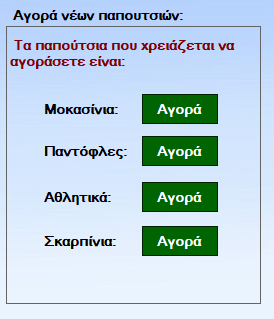 Αγορά νέων παπουτσιών:
Τα παπούτσια που χρειάζεται να
αγοράσετε είναι:
Μοκασίνια: Αγορά
Παντόφλες: Αγορά
Αθλητικά: Αγορά
Σκαρπίνια: Αγορά